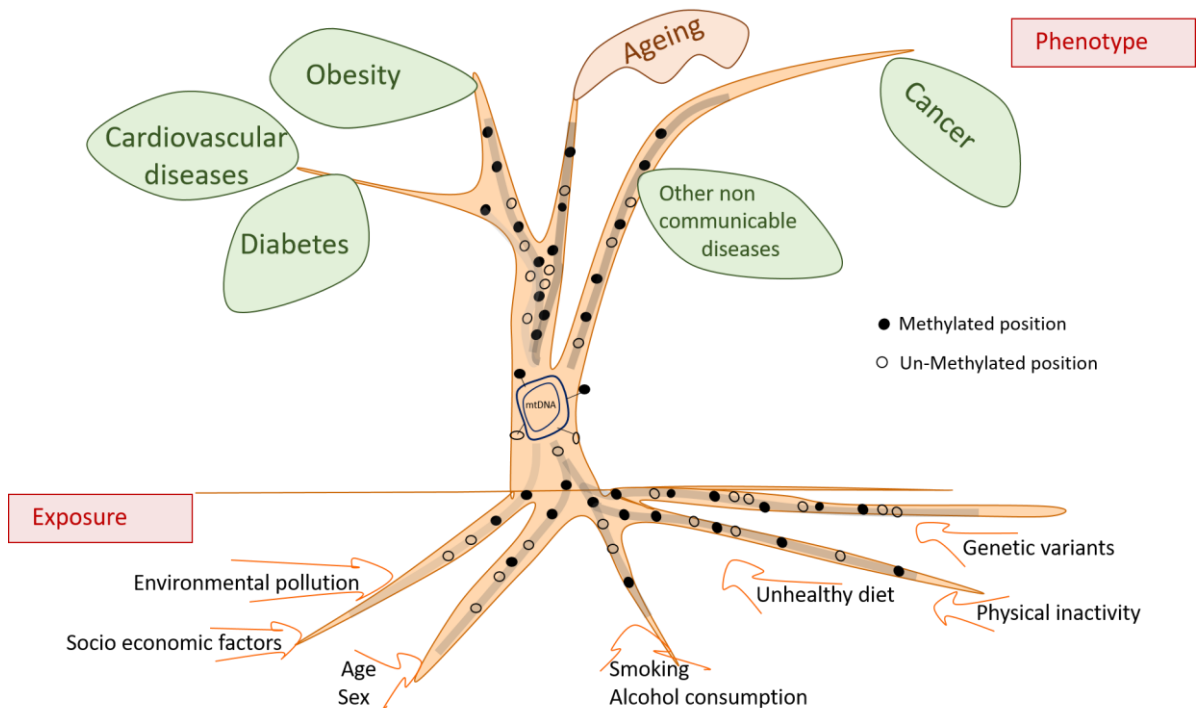 Ageing
Phenotype
Obesity
Cancer
Cardiovascular
diseases
Other non
communicable
diseases
Diabetes
Methylated position
Un-Methylated position
mtDNA
Exposure
Genetic variants
Environmental pollution
Unhealthy diet
Physical inactivity
Socio economic factors
Age
Sex
Smoking
Alcohol consumption